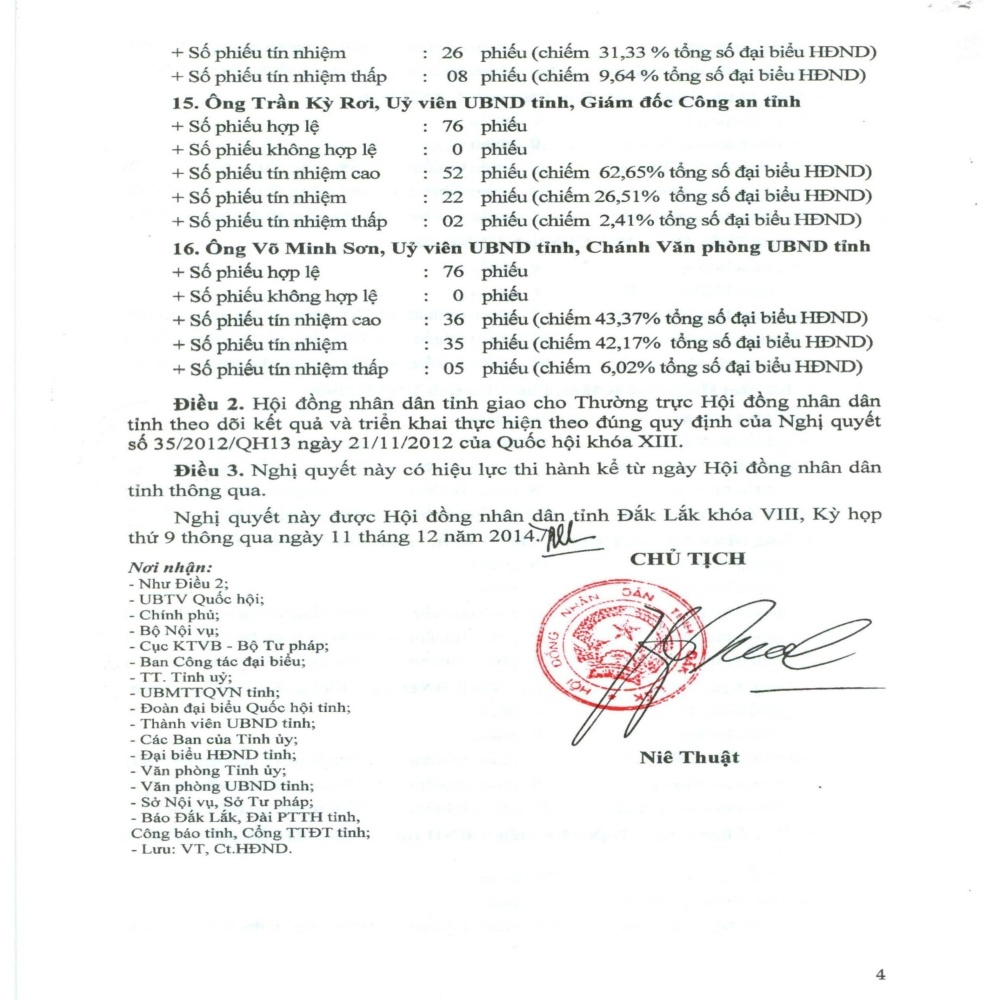 + Số phiếu tín nhiệm : 26 phiếu (chiếm 31,33 % tổng số đại biểu HĐND)
+ Số phiếu tín nhiệm thấp : 08 phiếu (chiếm 9,64 % tổng số đại biểu HĐND)
15. Ông Trần Kỳ Rơi, Uỷ viên UBND tỉnh, Giám đốc Công an tỉnh
+ Số phiếu hợp lệ : 76 phiếu
+ Số phiếu không hợp lệ : 0 phiếu
+ Số phiếu tín nhiệm cao : 52 phiếu (chiếm 62,65% tổng số đại biểu HĐND)
+ Số phiếu tín nhiệm : 22 phiếu (chiếm 26,51% tổng số đại biểu HĐND)
+ Số phiếu tín nhiệm thấp : 02 phiếu (chiếm 2,41% tổng số đại biểu HĐND)
16. Ông Võ Minh Sơn, Uỷ viên UBND tỉnh, Chánh Văn phòng UBND tỉnh
+ Số phiếu hợp lệ : 76 phiếu
+ Số phiếu không hợp lệ : 0 phiếu
+ Số phiếu tín nhiệm cao : 36 phiếu (chiếm 43,37% tổng số đại biểu HĐND)
+ Số phiếu tín nhiệm : 35 phiếu (chiếm 42,17% tổng số đại biểu HĐND)
+ Số phiếu tín nhiệm thấp : 05 phiếu (chiếm 6,02% tổng số đại biểu HĐND)
Điều 2. Hội đồng nhân dân tỉnh giao cho Thường trực Hội đồng nhân dân
tỉnh theo dõi kết quả và triển khai thực hiện theo đúng quy định của Nghị quyết
số 35/2012/QH13 ngày 21/11/2012 của Quốc hội khóa XIII.
Điều 3. Nghị quyết này có hiệu lực thi hành kể từ ngày Hội đồng nhân dân
tỉnh thông qua.
Nghị quyết này được Hội đồng nhân dân tỉnh Đắk Lắk khóa VIII, Kỳ họp
thứ 9 thông qua ngày 11 tháng 12 năm 2014./.
CHỦ TỊCH
HỘI ĐỒNG NHÂN DÂN TỈNH ĐẮK LẮK
Niê Thuật
Nơi nhận:
- Như Điều 2;
- UBTV Quốc hội;
- Chính phủ;
- Bộ Nội vụ;
- Cục KTVB - Bộ Tư pháp;
- Ban Công tác đại biểu;
- TT. Tỉnh uỷ;
- UBMTTQVN tỉnh;
- Đoàn đại biểu Quốc hội tỉnh;
- Thành viên UBND tỉnh;
- Các Ban của Tỉnh ủy;
- Đại biểu HĐND tỉnh;
- Văn phòng Tỉnh ủy;
- Văn phòng UBND tỉnh;
- Sở Nội vụ, Sở Tư pháp;
- Báo Đắk Lắk, Đài PTTH tỉnh,
Công báo tỉnh, Cổng TTĐT tỉnh;
- Lưu: VT, Ct.HĐND.
4